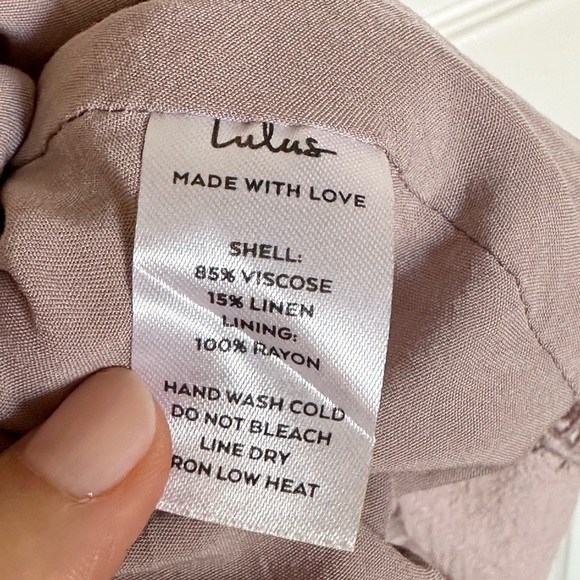 Lulus
MADE WITH LOVE
SHELL:
85% VISCOSE
15% LINEN
LINING:
100% RAYON
HAND WASH COLD
DO NOT BLEACH
LINE DRY
RON LOW HEAT